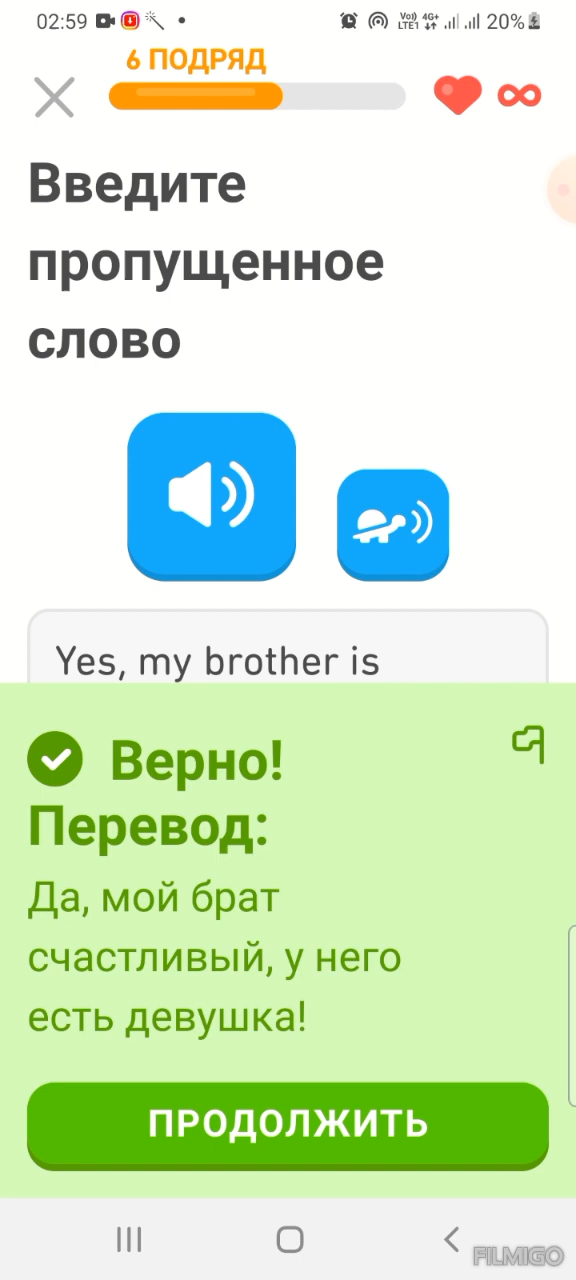 02:59 Vo)) LTE1 4G+ 20%
6 ПОДРЯД
Введите
пропущенное
слово
Yes, my brother is
Верно!
Перевод:
Да, мой брат
счастливый, у него
есть девушка!
ПРОДОЛЖИТЬ
FILMIGO